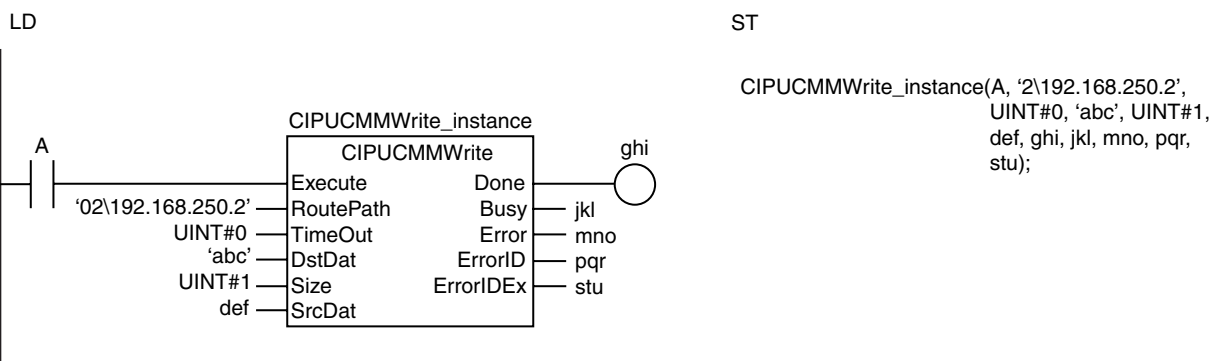 LD
ST
CIPUCMMWrite_instance(A, ‘2\192.168.250.2’,
UINT#0, ‘abc’, UINT#1,
def, ghi, jkl, mno, pqr,
stu);
CIPUCMMWrite_instance
A
CIPUCMMWrite
ghi
Execute
Done
‘02\192.168.250.2’
RoutePath
Busy
jkl
UINT#0
TimeOut
Error
mno
‘abc’
DstDat
ErrorID
pqr
UINT#1
Size
ErrorIDEx
stu
def
SrcDat